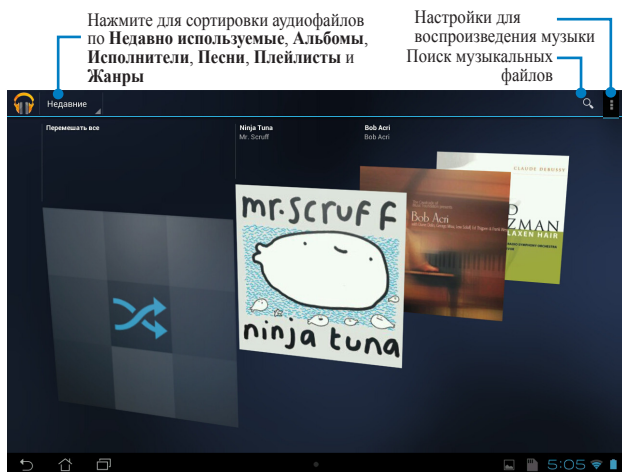 Нажмите для сортировки аудиофайлов
по Недавно используемые, Альбомы,
Исполнители, Песни, Плейлисты и
Жанры
Настройки для
воспроизведения музыки
Поиск музыкальных
файлов
Недавние
Перемешать все
Ninja Tuna
Mr. Scruff
Bob Acri
Bob Acri
mr.scruff
ninja tuna
CLAUDE DEBUSSY
ZMAN
LAXEN HAIR
5:05